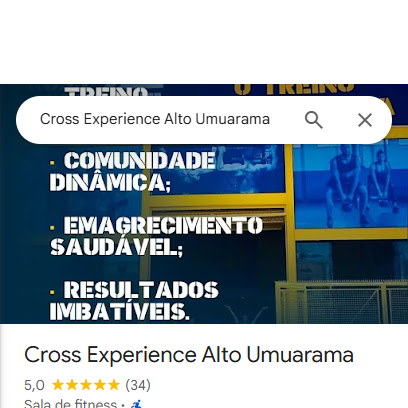 TREINO
O TREINO
Cross Experience Alto Umuarama
· COMUNIDADE
DINÂMICA;
· EMAGRECIMENTO
SAUDÁVEL;
· RESULTADOS
IMBATÍVEIS.
Cross Experience Alto Umuarama
5,0 ★★★★★ (34)
Sala de fitness ·